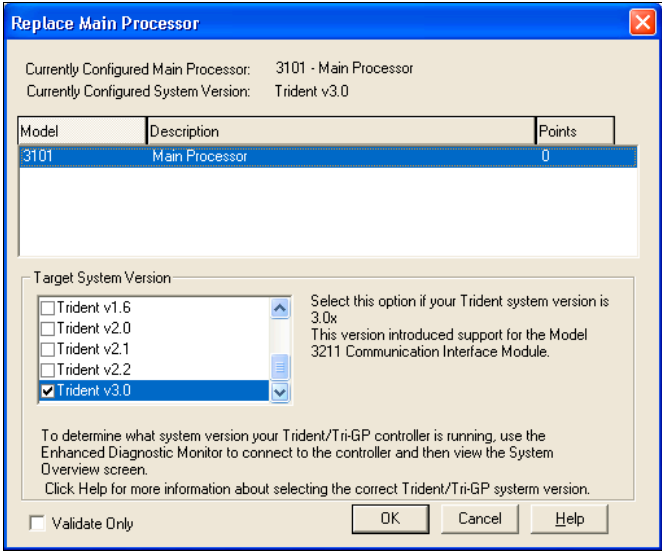 Replace Main Processor
Currently Configured Main Processor: 3101 - Main Processor
Currently Configured System Version: Trident v3.0
Model Description Points
3101 Main Processor 0
Target System Version
Trident v1.6
Trident v2.0
Trident v2.1
Trident v2.2
Trident v3.0
Select this option if your Trident system version is
3.0x
This version introduced support for the Model
3211 Communication Interface Module.
To determine what system version your Trident/Tri-GP controller is running, use the
Enhanced Diagnostic Monitor to connect to the controller and then view the System
Overview screen.
Click Help for more information about selecting the correct Trident/Tri-GP systerm version.
Validate Only
OK Cancel Help